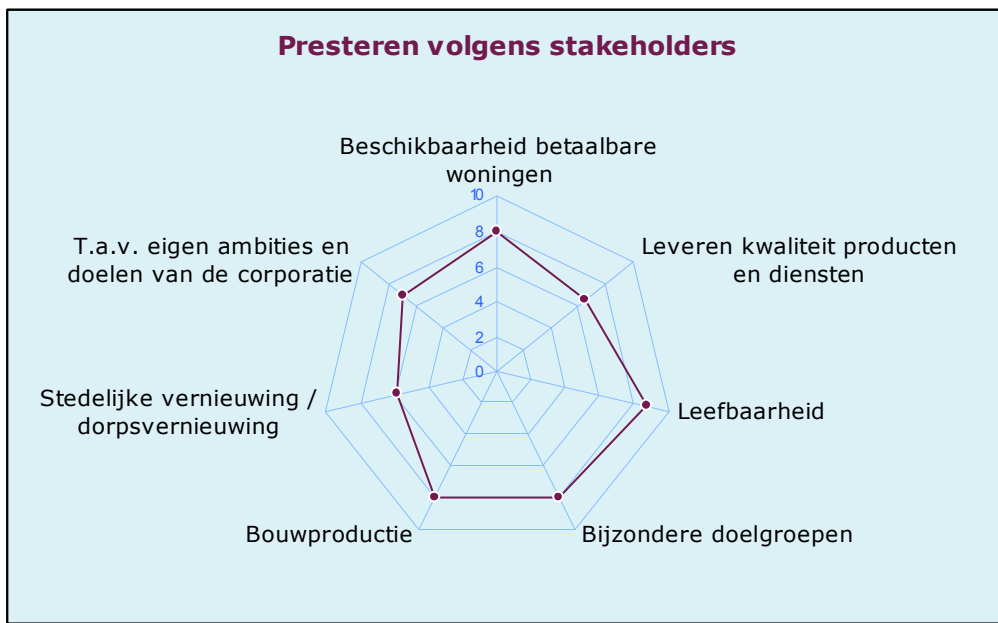 Presteren volgens stakeholders
Beschikbaarheid betaalbare
woningen
T.a.v. eigen ambities en
doelen van de corporatie
Leveren kwaliteit producten
en diensten
10
8
6
4
2
0
Stedelijke vernieuwing /
dorpsvernieuwing
Leefbaarheid
Bouwproductie
Bijzondere doelgroepen